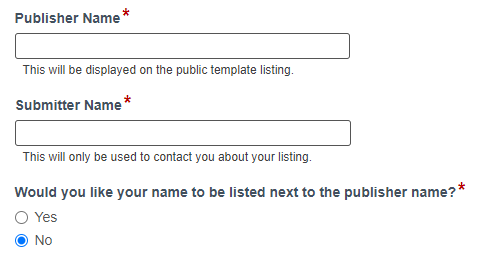 Publisher Name*
This will be displayed on the public template listing.
Submitter Name*
This will only be used to contact you about your listing.
Would you like your name to be listed next to the publisher name?*
Yes
No